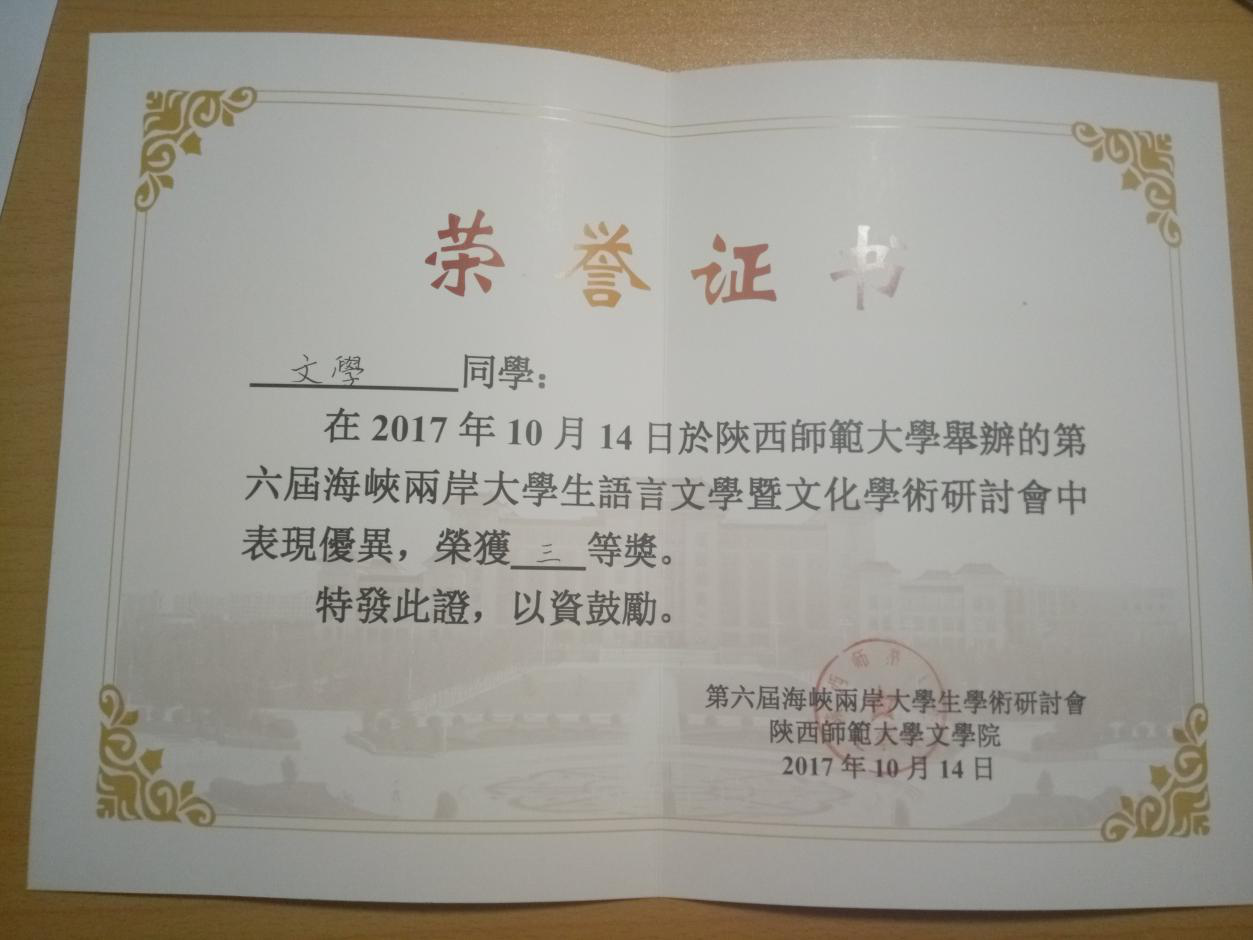 荣誉证书
文學同學：
在 2017 年 10 月 14 日於陝西師範大學舉辦的第
六屆海峽兩岸大學生語言文學暨文化學術研討會中
表現優異，榮獲三等獎。
特發此證，以資鼓勵。
第六屆海峽兩岸大學生學術研討會
陝西師範大學文學院
2017 年 10 月 14 日